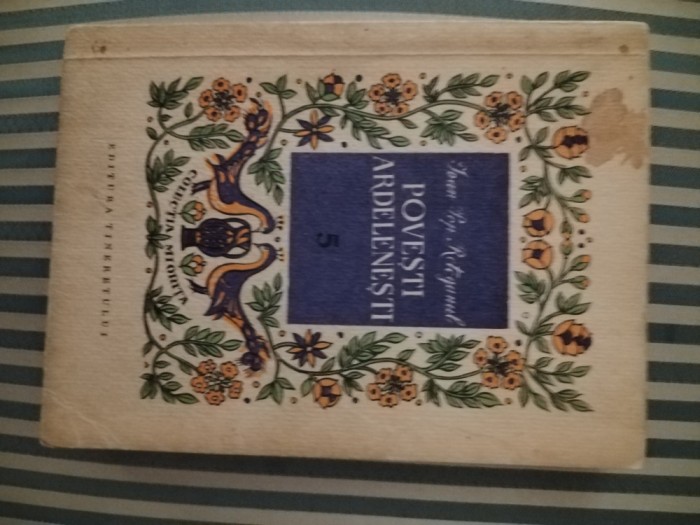 Ioan Pop Reteganul
POVEȘTI
ARDELENEȘTI
5
COLECȚIA MIORIȚA
EDITURA TINERETULUI